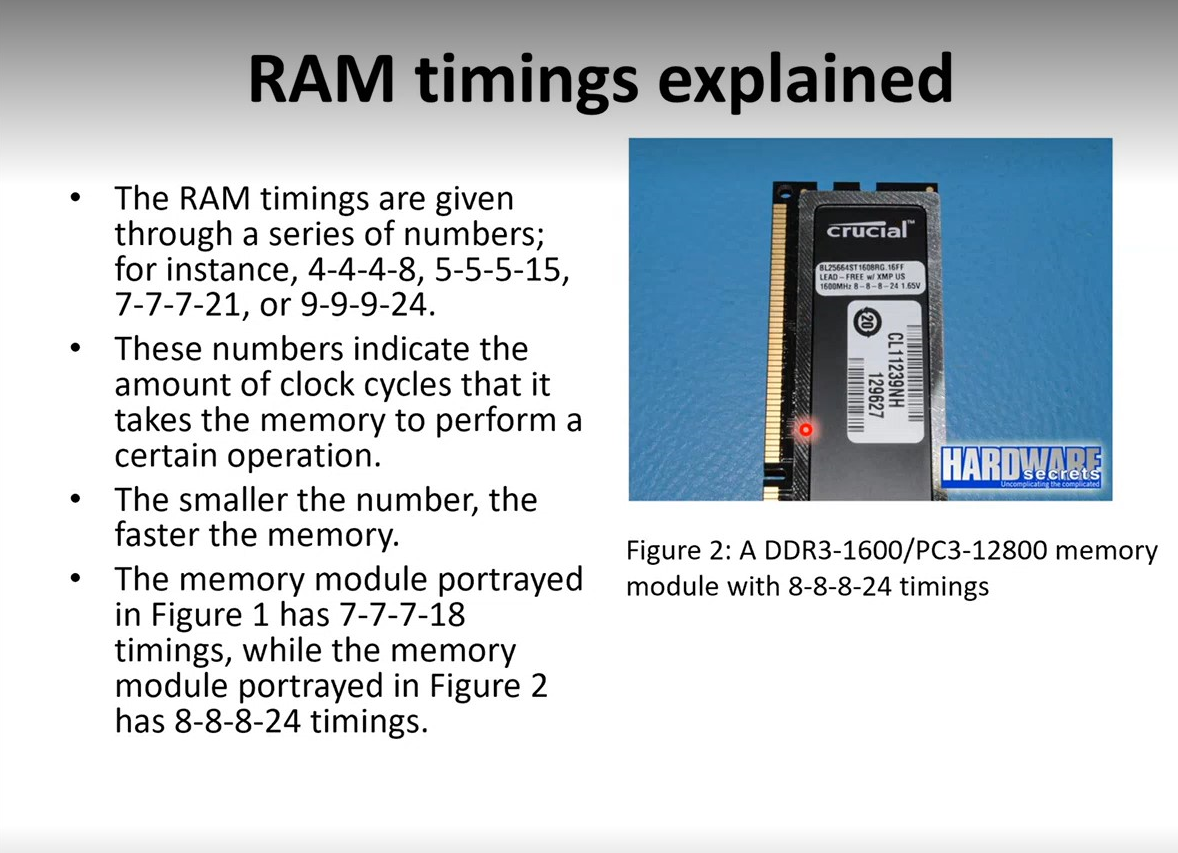 RAM timings explained
• The RAM timings are given
through a series of numbers;
for instance, 4-4-4-8, 5-5-5-15,
7-7-7-21, or 9-9-9-24.
• These numbers indicate the
amount of clock cycles that it
takes the memory to perform a
certain operation.
• The smaller the number, the
faster the memory.
• The memory module portrayed
in Figure 1 has 7-7-7-18
timings, while the memory
module portrayed in Figure 2
has 8-8-8-24 timings.
crucial™
BL25664ST1608RG.16FF
LEAD-FREE w/ XMP US
1600MHz 8-8-8-24 1.65V
20
CL11239NH
129627
HARDWARE
secrets
Uncomplicating the complicated
Figure 2: A DDR3-1600/PC3-12800 memory
module with 8-8-8-24 timings